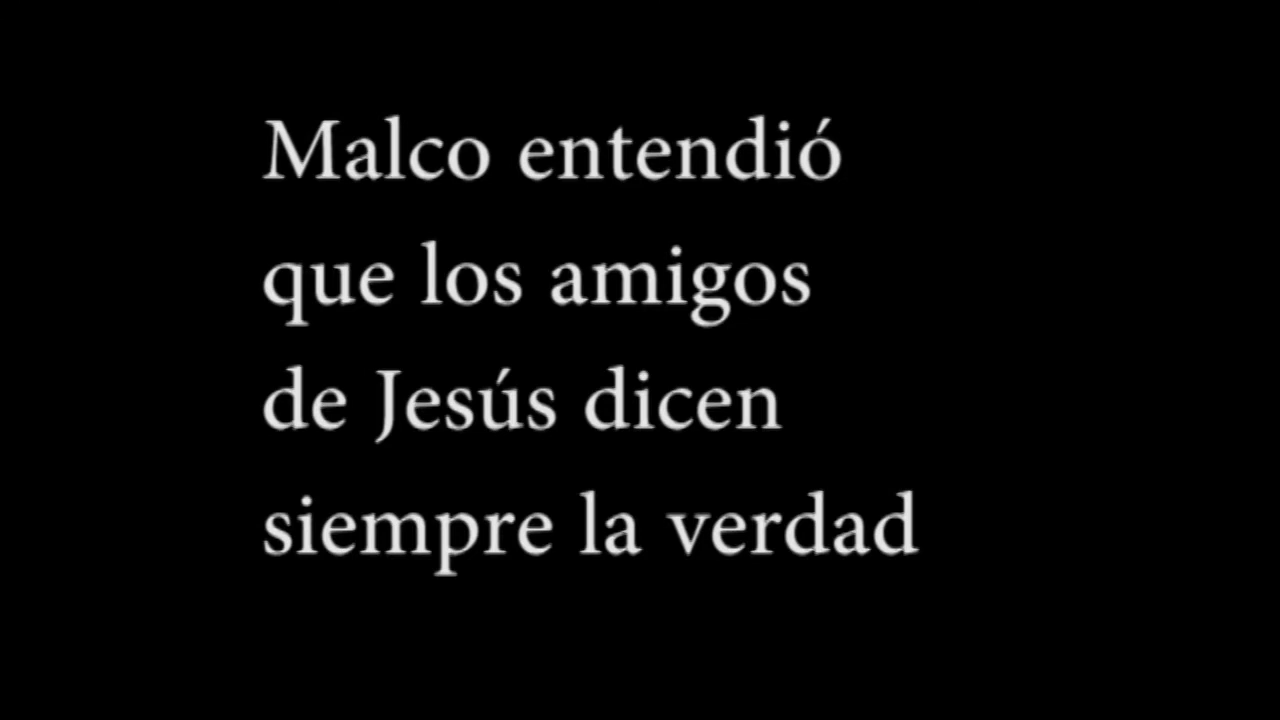 Malco entendió
que los amigos
de Jesús dicen
siempre la verdad